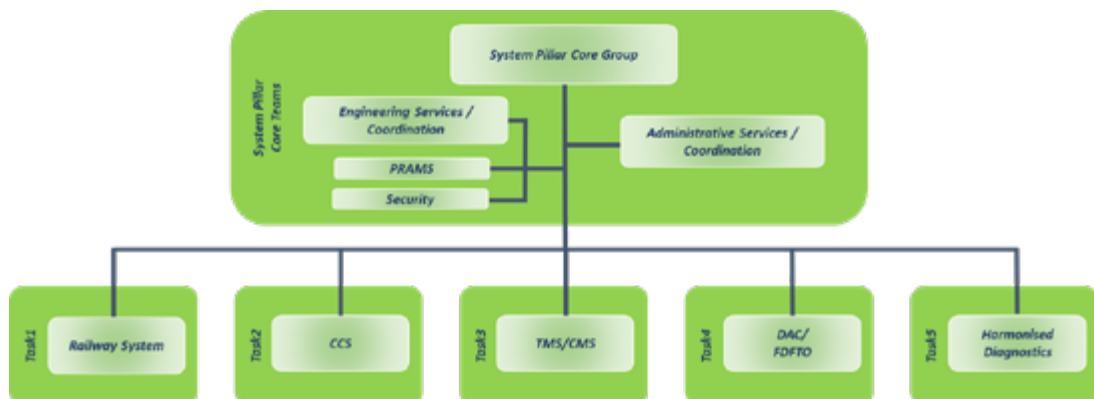 System Pillar Core Group
System Pillar
Core Teams
Engineering Services /
Coordination
Administrative Services /
Coordination
PRAMS
Security
Task1
Railway System
Task2
CCS
Task3
TMS/CMS
Task4
DAC/
FDFTO
Task5
Harmonised
Diagnostics